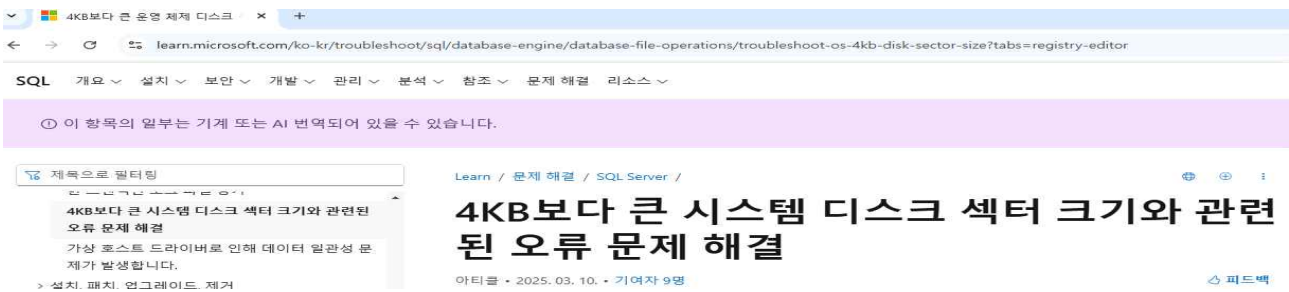 4KB보다 큰 운영 체제 디스크
learn.microsoft.com/ko-kr/troubleshoot/sql/database-engine/database-file-operations/troubleshoot-os-4kb-disk-sector-size?tabs=registry-editor
SQL 개요 설치 보안 개발 관리 분석 참조 문제 해결 리소스
이 항목의 일부는 기계 또는 AI 번역되어 있을 수 있습니다.
제목으로 필터링
4KB보다 큰 시스템 디스크 섹터 크기와 관련된
오류 문제 해결
가상 호스트 드라이버로 인해 데이터 일관성 문
제가 발생합니다.
> 설치, 패치, 업그레이드, 제거
Learn / 문제 해결 / SQL Server /
4KB보다 큰 시스템 디스크 섹터 크기와 관련
된 오류 문제 해결
아티클 • 2025. 03. 10. • 기여자 9명
피드백